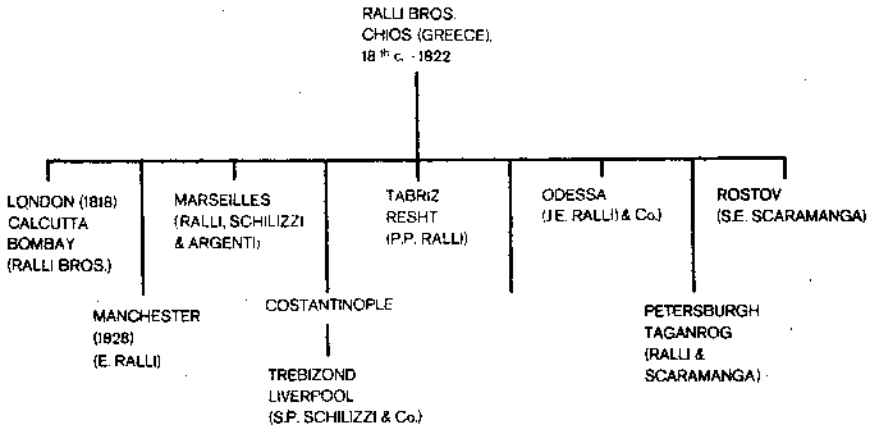 RALLI BROS.
CHIOS (GREECE),
18th c. - 1822
LONDON (1818)
CALCUTTA
BOMBAY
(RALLI BROS.)
MARSEILLES
(RALLI, SCHILIZZI
& ARGENTI)
TABRIZ
RESHT
(P.P. RALLI)
ODESSA
(J.E. RALLI) & Co.)
ROSTOV
(S.E. SCARAMANGA)
MANCHESTER
(1828)
(E. RALLI)
COSTANTINOPLE
TREBIZOND
LIVERPOOL
(S.P. SCHILIZZI & Co.)
PETERSBURGH
TAGANROG
(RALLI &
SCARAMANGA)